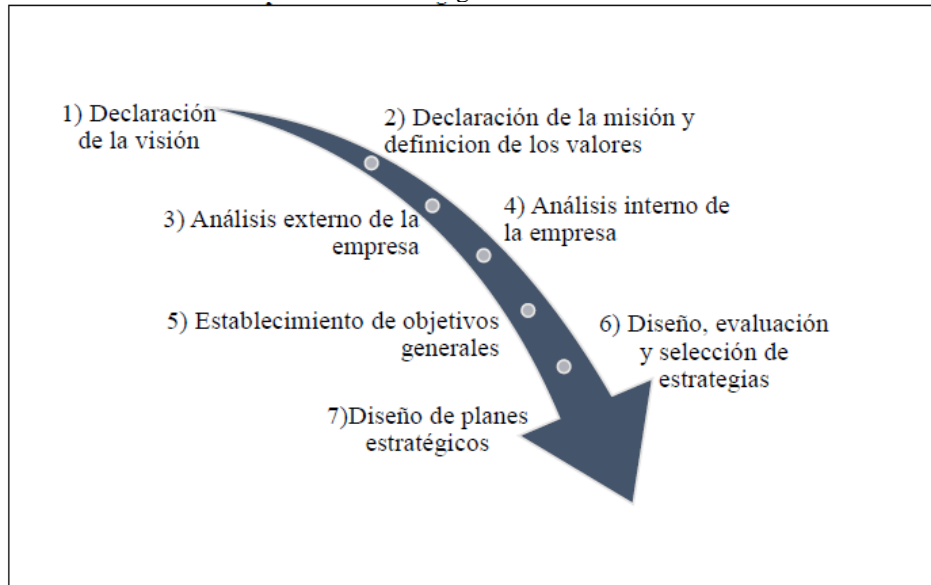 1) Declaración
de la visión
2) Declaración de la misión y
definicion de los valores
3) Análisis externo de la
empresa
4) Análisis interno de
la empresa
5) Establecimiento de objetivos
generales
6) Diseño, evaluación
y selección de
estrategias
7)Diseño de planes
estratégicos